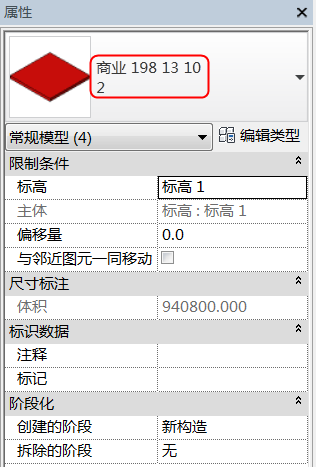 属性
商业 198 13 10
2
常规模型 (4)
编辑类型
限制条件
标高 标高 1
主体 标高 : 标高 1
偏移量 0.0
与邻近图元一同移动
尺寸标注
体积 940800.000
标识数据
注释
标记
阶段化
创建的阶段 新构造
拆除的阶段 无